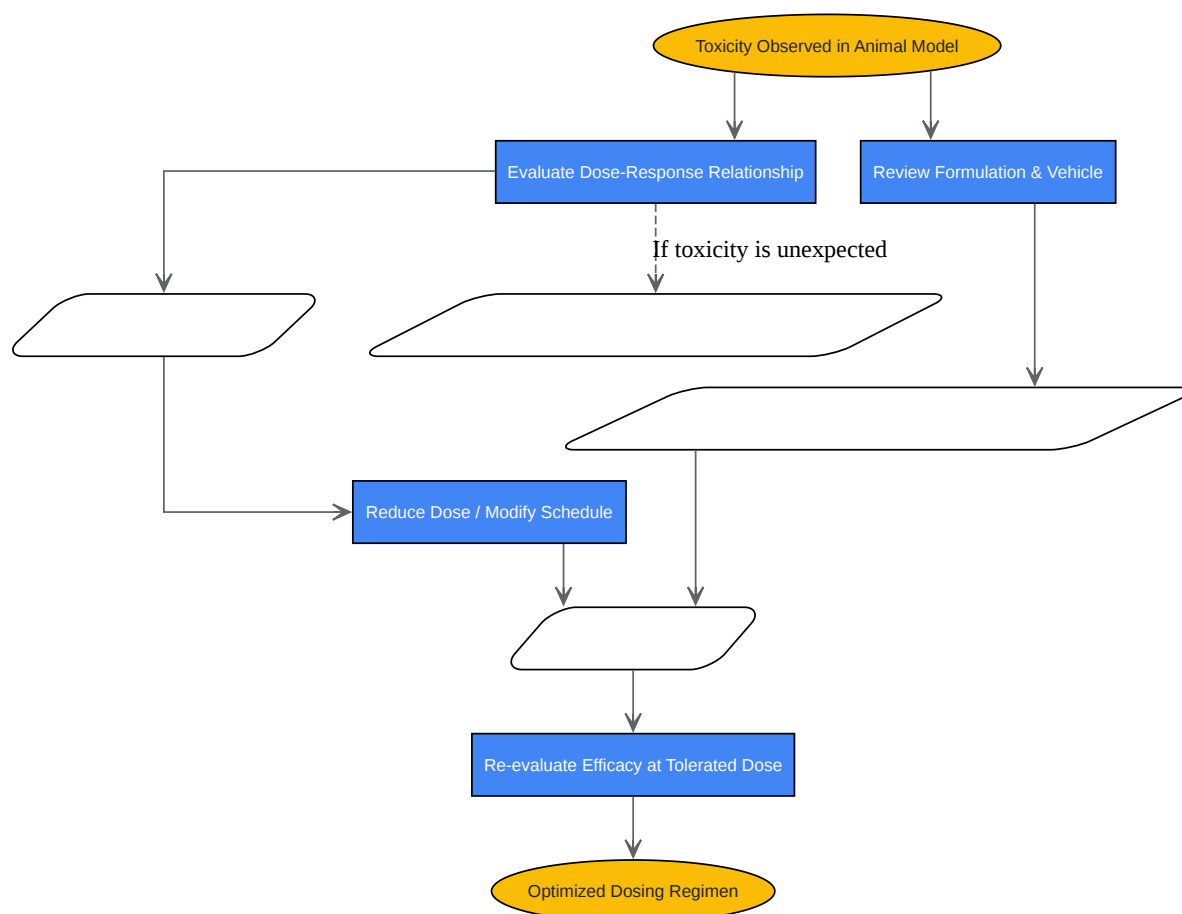 Toxicity Observed in Animal Model
Evaluate Dose-Response Relationship
Review Formulation & Vehicle
If toxicity is unexpected
Reduce Dose / Modify Schedule
Re-evaluate Efficacy at Tolerated Dose
Optimized Dosing Regimen